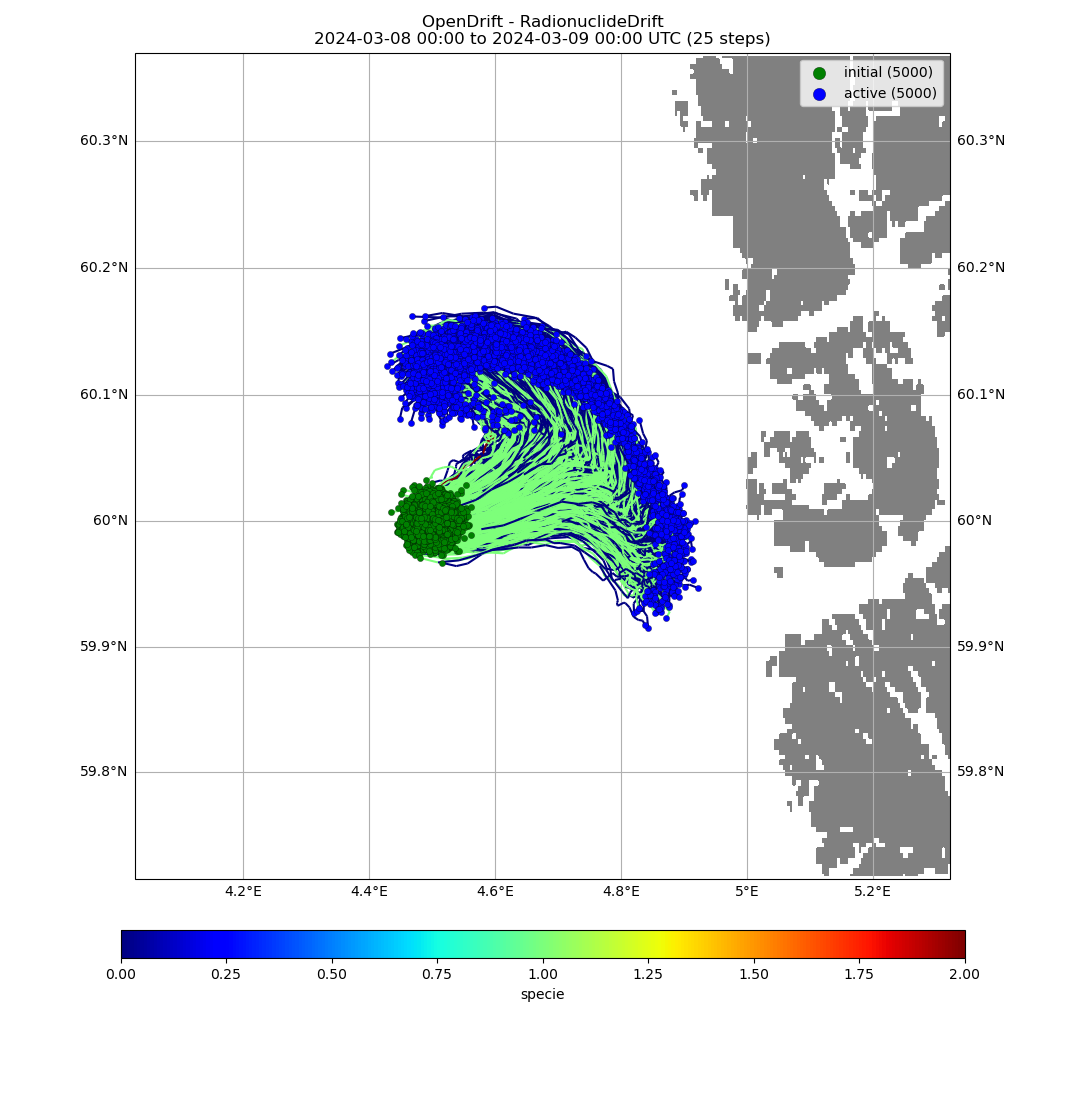 OpenDrift - RadionuclideDrift
2024-03-08 00:00 to 2024-03-09 00:00 UTC (25 steps)
initial (5000)
active (5000)
60.3°N 60.3°N
60.2°N 60.2°N
60.1°N 60.1°N
60°N 60°N
59.9°N 59.9°N
59.8°N 59.8°N
4.2°E 4.4°E 4.6°E 4.8°E 5°E 5.2°E
0.00 0.25 0.50 0.75 1.00 1.25 1.50 1.75 2.00
specie